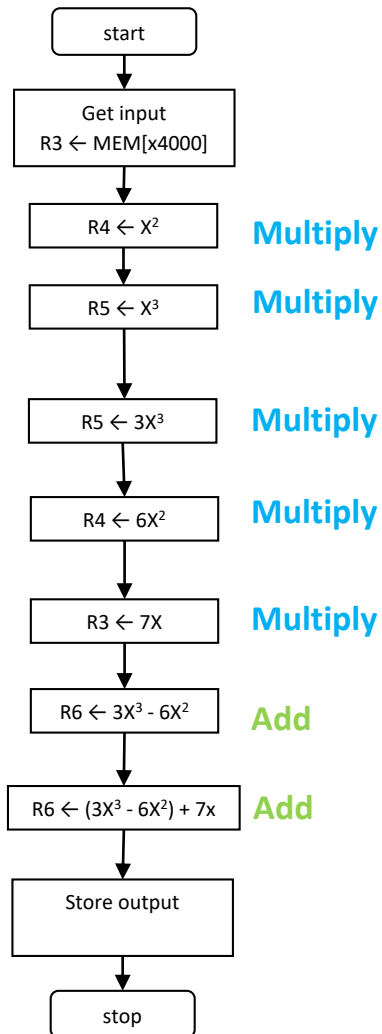 start
Get input
R3 ← MEM[x4000]
R4 ← X²
Multiply
R5 ← X³
Multiply
R5 ← 3X³
Multiply
R4 ← 6X²
Multiply
R3 ← 7X
Multiply
R6 ← 3X³ - 6X²
Add
R6 ← (3X³ - 6X²) + 7x
Add
Store output
stop